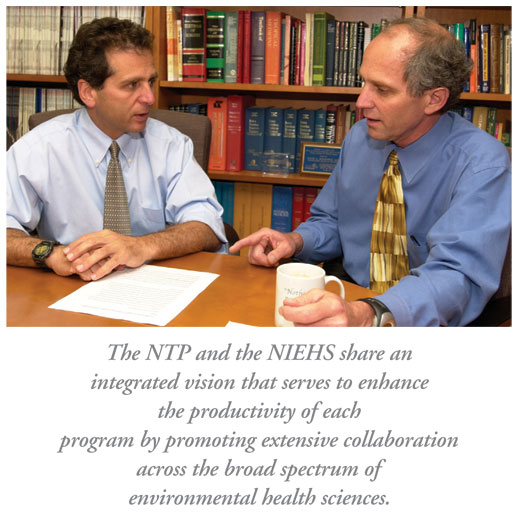 The NTP and the NIEHS share an
integrated vision that serves to enhance
the productivity of each
program by promoting extensive collaboration
across the broad spectrum of
environmental health sciences.